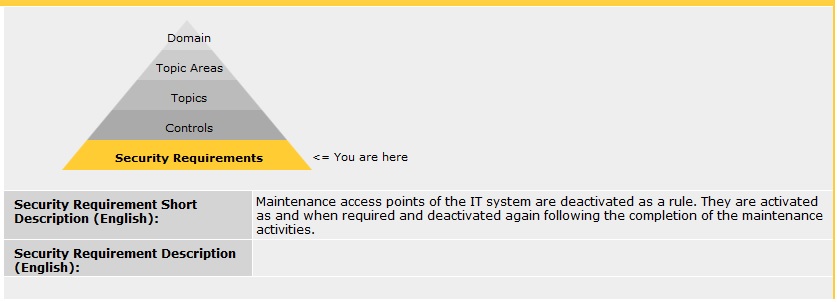 Domain
Topic Areas
Topics
Controls
Security Requirements <= You are here
Security Requirement Short
Description (English):
Maintenance access points of the IT system are deactivated as a rule. They are activated
as and when required and deactivated again following the completion of the maintenance
activities.
Security Requirement Description
(English):